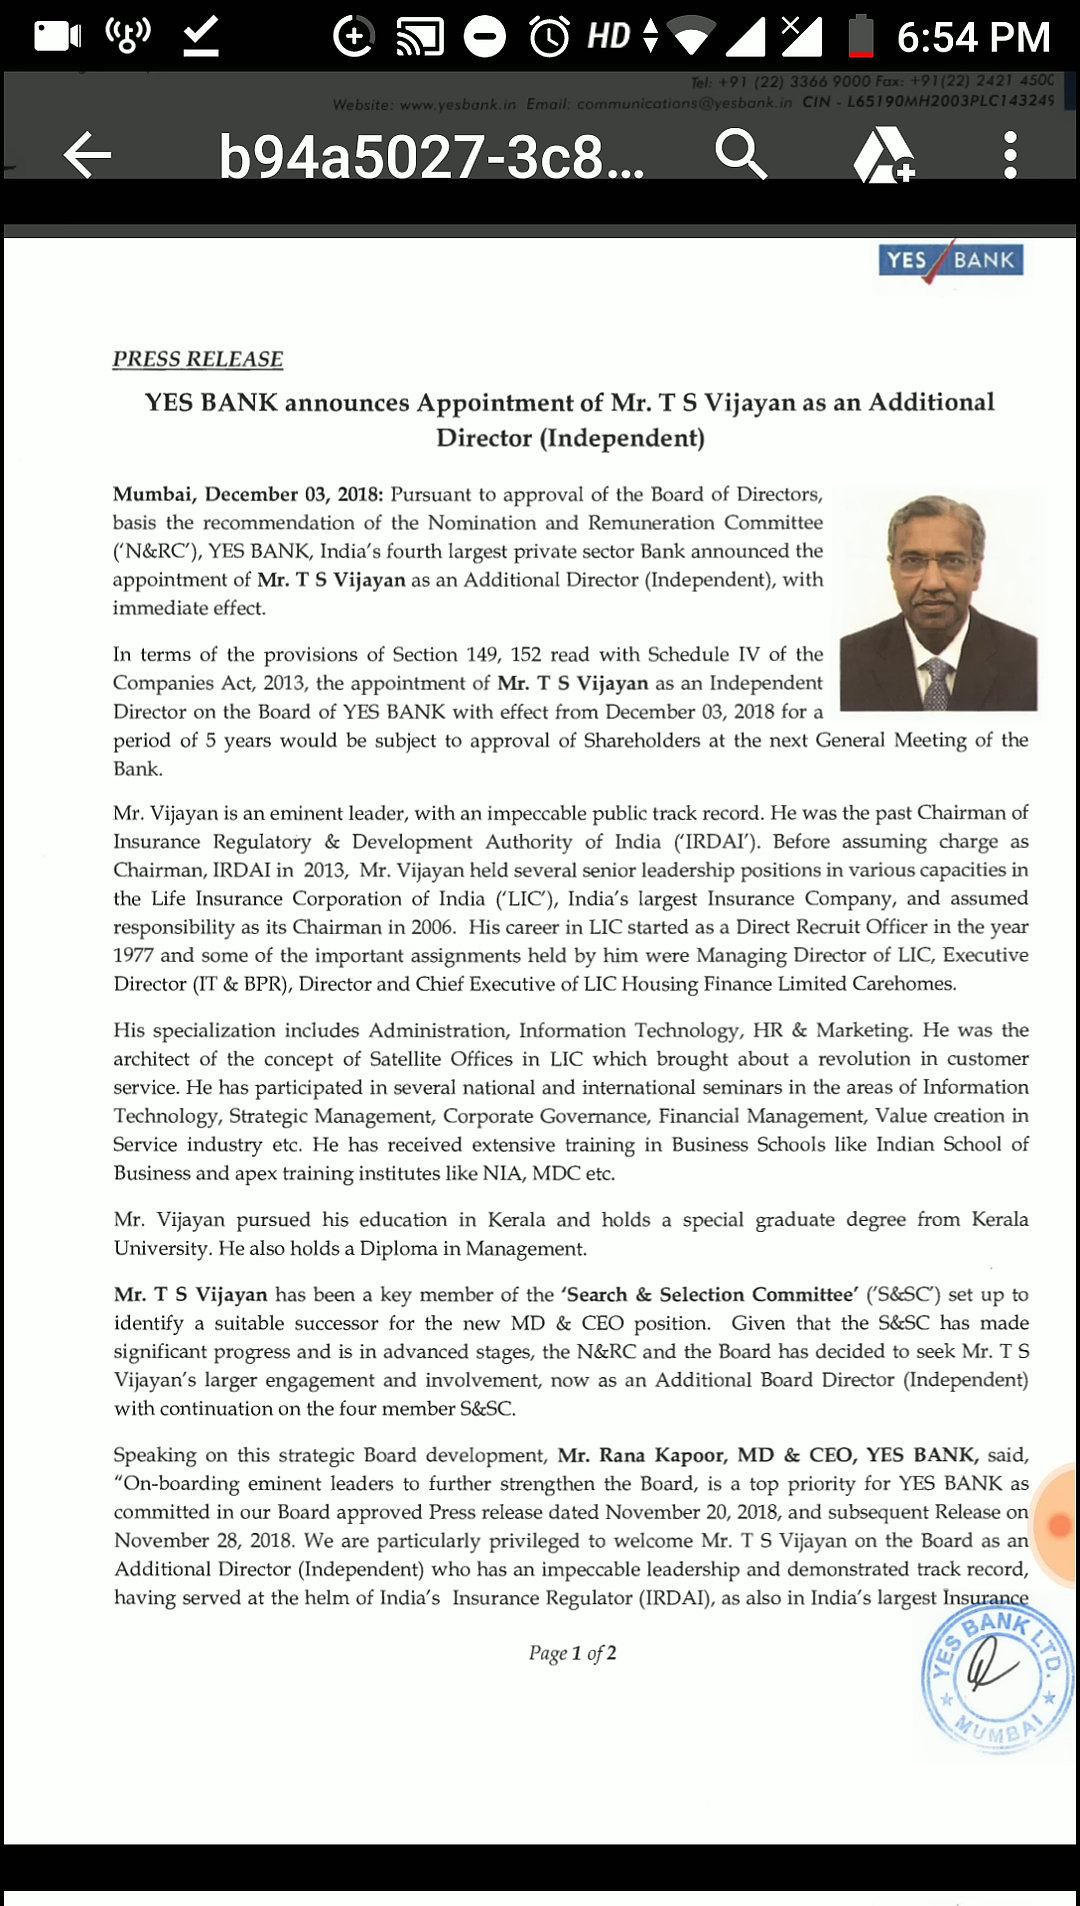 HD 6:54 PM
Tel: +91 (22) 3366 9000 Fax: +91(22) 2421 4500
Website: www.yesbank.in Email: communications@yesbank.in CIN - L65190MH2003PLC143249
b94a5027-3c8...
YES BANK
PRESS RELEASE
YES BANK announces Appointment of Mr. T S Vijayan as an Additional
Director (Independent)
Mumbai, December 03, 2018: Pursuant to approval of the Board of Directors,
basis the recommendation of the Nomination and Remuneration Committee
('N&RC'), YES BANK, India's fourth largest private sector Bank announced the
appointment of Mr. T S Vijayan as an Additional Director (Independent), with
immediate effect.
In terms of the provisions of Section 149, 152 read with Schedule IV of the
Companies Act, 2013, the appointment of Mr. T S Vijayan as an Independent
Director on the Board of YES BANK with effect from December 03, 2018 for a
period of 5 years would be subject to approval of Shareholders at the next General Meeting of the
Bank.
Mr. Vijayan is an eminent leader, with an impeccable public track record. He was the past Chairman of
Insurance Regulatory & Development Authority of India ('IRDAI'). Before assuming charge as
Chairman, IRDAI in 2013, Mr. Vijayan held several senior leadership positions in various capacities in
the Life Insurance Corporation of India ('LIC'), India's largest Insurance Company, and assumed
responsibility as its Chairman in 2006. His career in LIC started as a Direct Recruit Officer in the year
1977 and some of the important assignments held by him were Managing Director of LIC, Executive
Director (IT & BPR), Director and Chief Executive of LIC Housing Finance Limited Carehomes.
His specialization includes Administration, Information Technology, HR & Marketing. He was the
architect of the concept of Satellite Offices in LIC which brought about a revolution in customer
service. He has participated in several national and international seminars in the areas of Information
Technology, Strategic Management, Corporate Governance, Financial Management, Value creation in
Service industry etc. He has received extensive training in Business Schools like Indian School of
Business and apex training institutes like NIA, MDC etc.
Mr. Vijayan pursued his education in Kerala and holds a special graduate degree from Kerala
University. He also holds a Diploma in Management.
Mr. T S Vijayan has been a key member of the 'Search & Selection Committee' ('S&SC') set up to
identify a suitable successor for the new MD & CEO position. Given that the S&SC has made
significant progress and is in advanced stages, the N&RC and the Board has decided to seek Mr. T S
Vijayan's larger engagement and involvement, now as an Additional Board Director (Independent)
with continuation on the four member S&SC.
Speaking on this strategic Board development, Mr. Rana Kapoor, MD & CEO, YES BANK, said,
"On-boarding eminent leaders to further strengthen the Board, is a top priority for YES BANK as
committed in our Board approved Press release dated November 20, 2018, and subsequent Release on
November 28, 2018. We are particularly privileged to welcome Mr. T S Vijayan on the Board as an
Additional Director (Independent) who has an impeccable leadership and demonstrated track record,
having served at the helm of India's Insurance Regulator (IRDAI), as also in India's largest Insurance
Page 1 of 2
YES BANK LTD.
MUMBAI